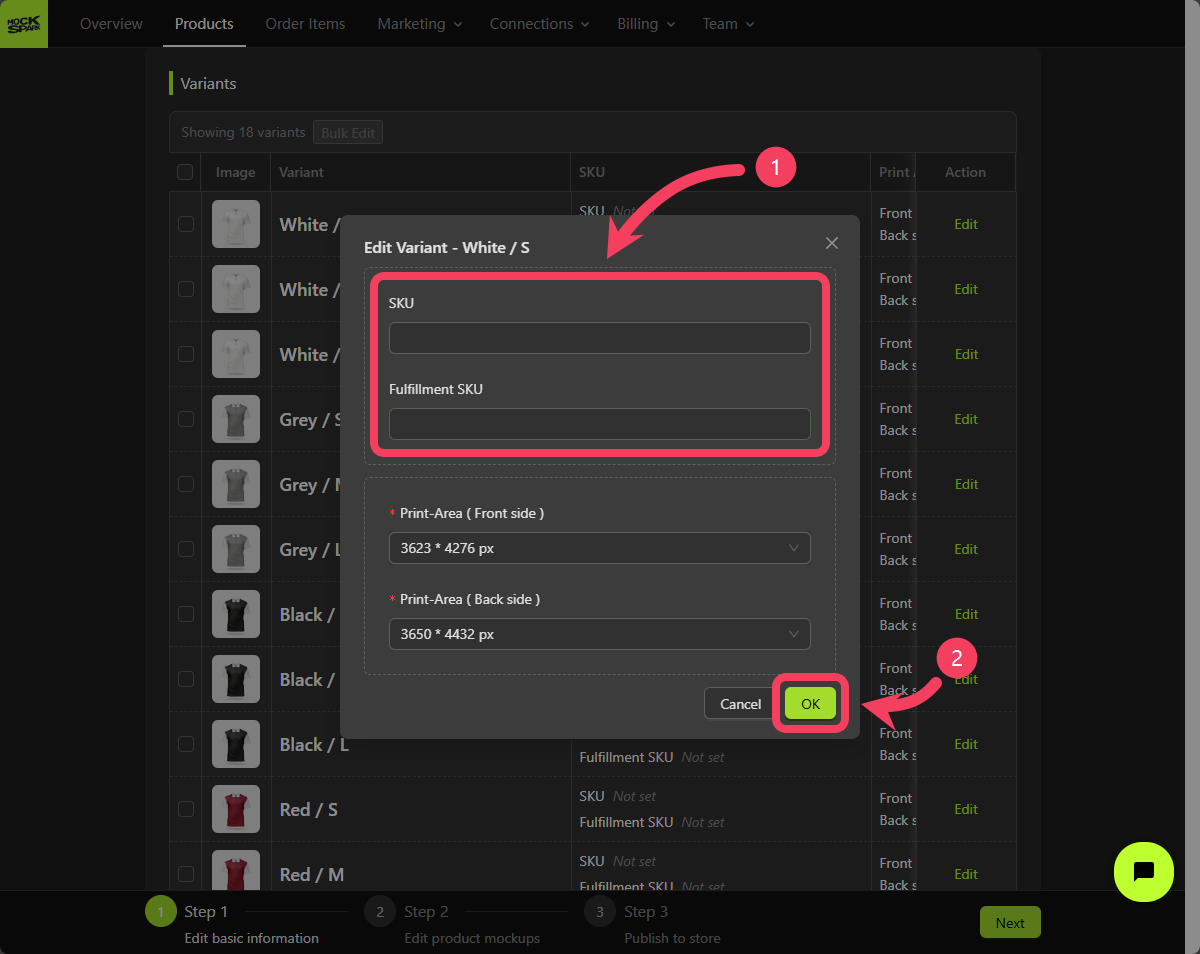 MOCK
SPARK
Overview Products Order Items Marketing Connections Billing Team
Variants
Showing 18 variants Bulk Edit
Image Variant SKU Print Action
1
White / SKU Not Front Edit
Back s
Edit Variant - White / S
White / Front Edit
Back s
SKU
White / Front Edit
Back s
Fulfillment SKU
Grey / S Front Edit
Back s
Grey / Front Edit
Back s
* Print-Area ( Front side )
3623 * 4276 px
Grey / L Front Edit
Back s
* Print-Area ( Back side )
Black / Front Edit
Back s
3650 * 4432 px
2
Black / Front Edit
Back s
Cancel OK
Black / L Front Edit
Fulfillment SKU Not set Back s
Red / S SKU Not set Front Edit
Fulfillment SKU Not set Back s
Red / M SKU Not set Front Edit
Fulfillment SKU Not set Back s
1 Step 1 2 Step 2 3 Step 3
Edit basic information Edit product mockups Publish to store
Next